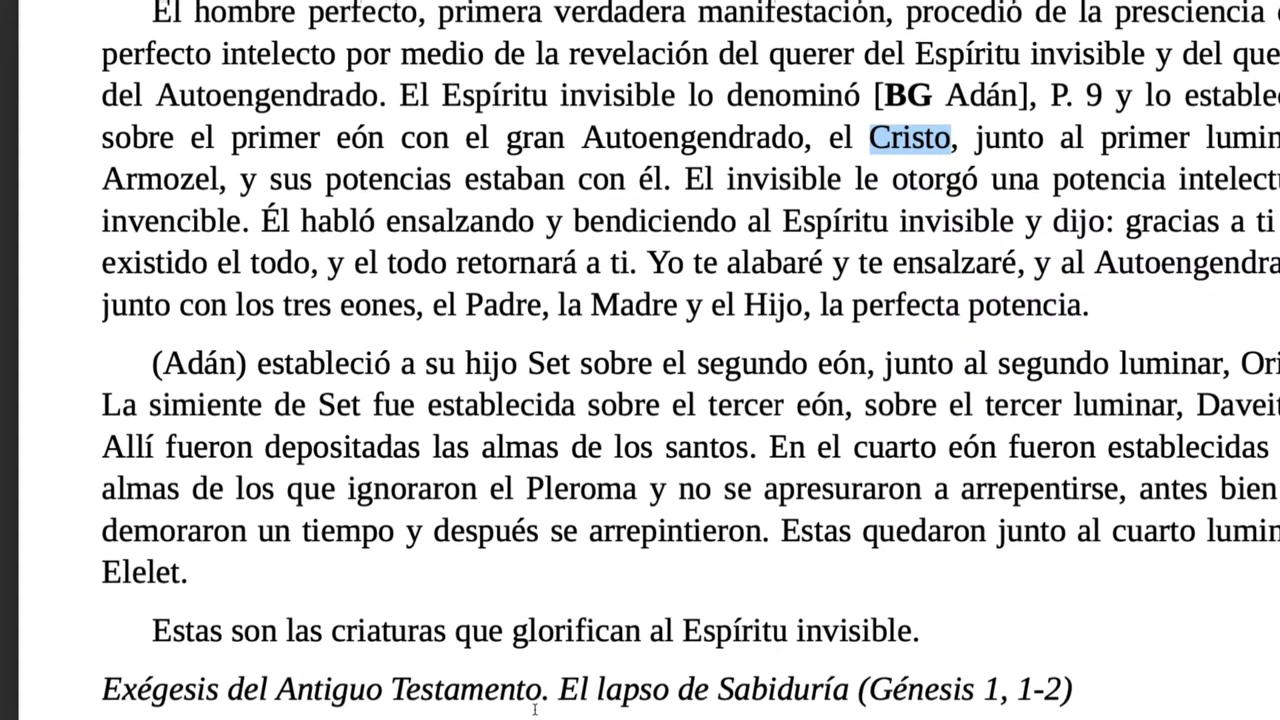 El hombre perfecto, primera verdadera manifestación, procedió de la presciencia
perfecto intelecto por medio de la revelación del querer del Espíritu invisible y del
del Autoengendrado. El Espíritu invisible lo denominó [BG Adán], P. 9 y lo
sobre el primer eón con el gran Autoengendrado, el Cristo, junto al primer
Armozel, y sus potencias estaban con él. El invisible le otorgó una potencia
invencible. Él habló ensalzando y bendiciendo al Espíritu invisible y dijo: gracias a ti
existido el todo, y el todo retornará a ti. Yo te alabaré y te ensalzaré, y al
junto con los tres eones, el Padre, la Madre y el Hijo, la perfecta potencia.
(Adán) estableció a su hijo Set sobre el segundo eón, junto al segundo luminar,
La simiente de Set fue establecida sobre el tercer eón, sobre el tercer luminar,
Allí fueron depositadas las almas de los santos. En el cuarto eón fueron establecidas
almas de los que ignoraron el Pleroma y no se apresuraron a arrepentirse, antes bien
demoraron un tiempo y después se arrepintieron. Estas quedaron junto al cuarto
Elelet.
Estas son las criaturas que glorifican al Espíritu invisible.
Exégesis del Antiguo Testamento. El lapso de Sabiduría (Génesis 1, 1-2)